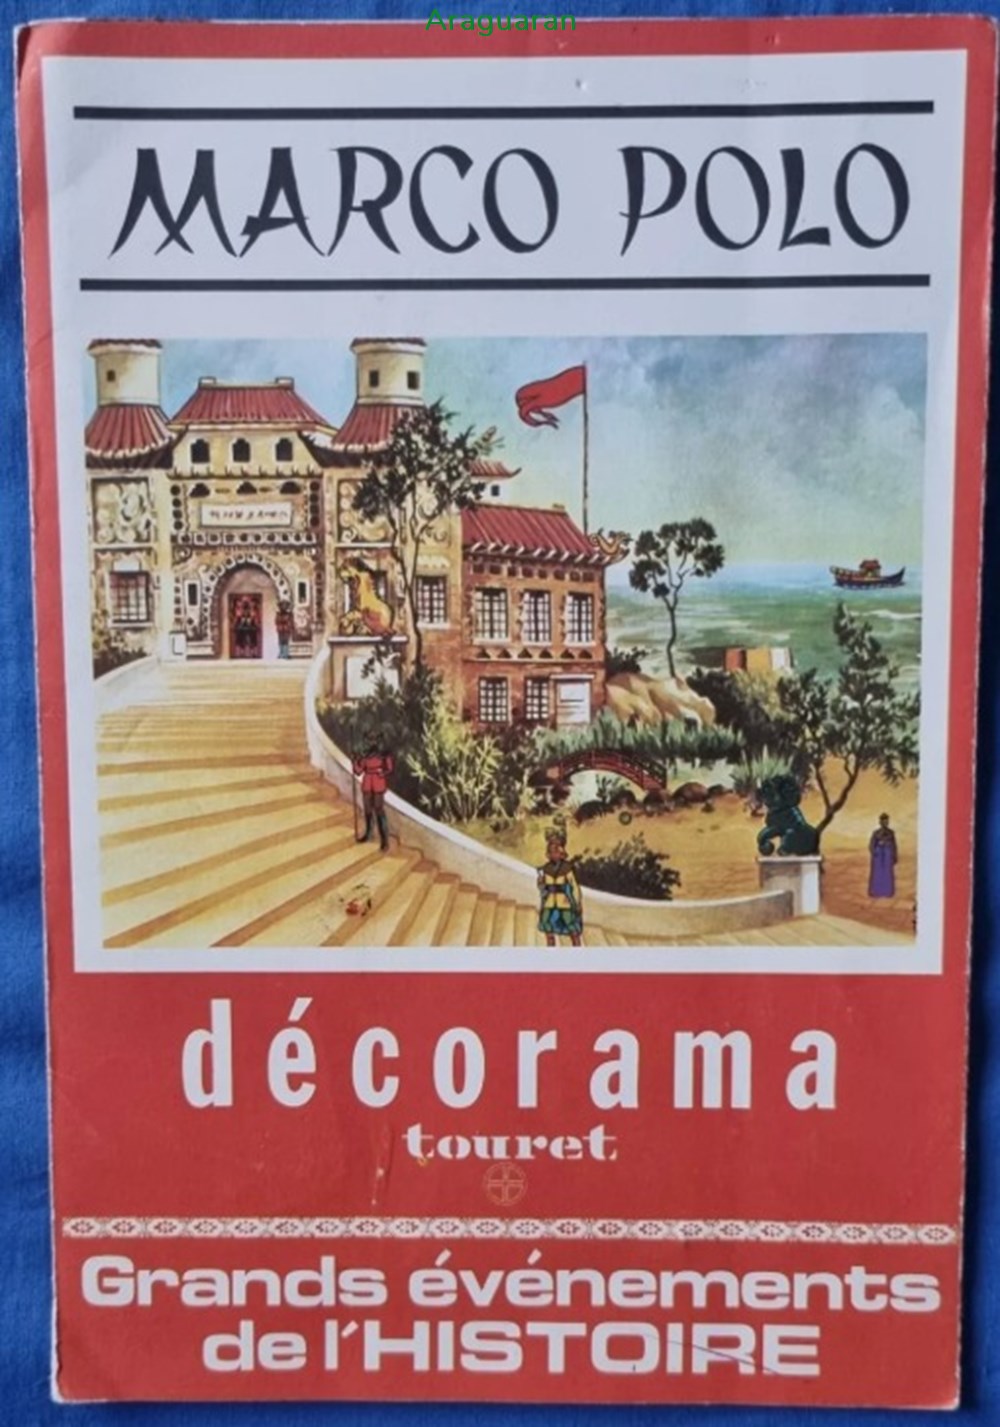 Araguaran
MARCO POLO
décorama
touret
Grands événements
de l'HISTOIRE